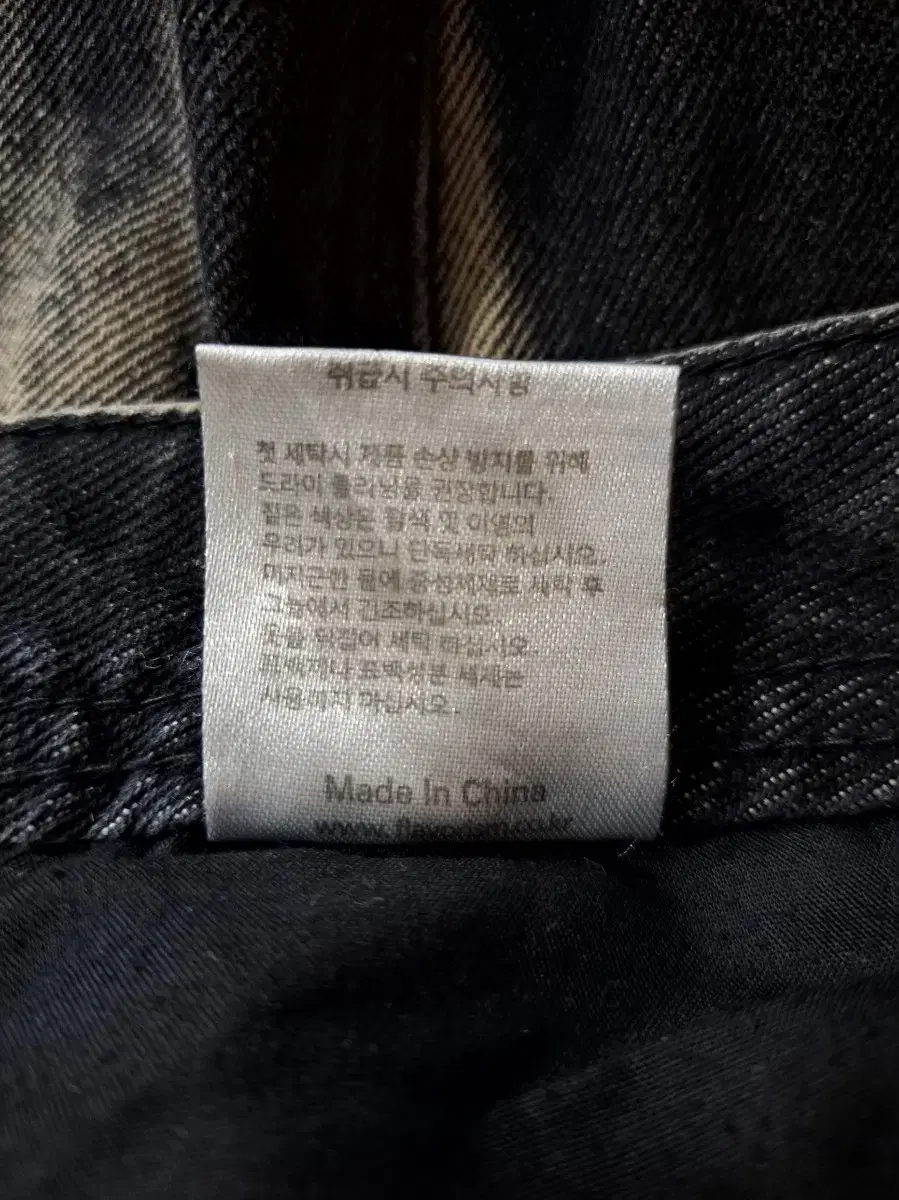 취급시 주의사항
첫 세탁시 제품 손상 방지를 위해
드라이 클리닝을 권장합니다.
짙은 색상은 탈색 및 이염의
우려가 있으니 단독세탁 하십시오.
미지근한 물에 중성세제로 세탁 후
그늘에서 건조하십시오.
옷을 뒤집어 세탁 하십시오.
표백제나 표백성분 세제는
사용하지 마십시오.
Made In China